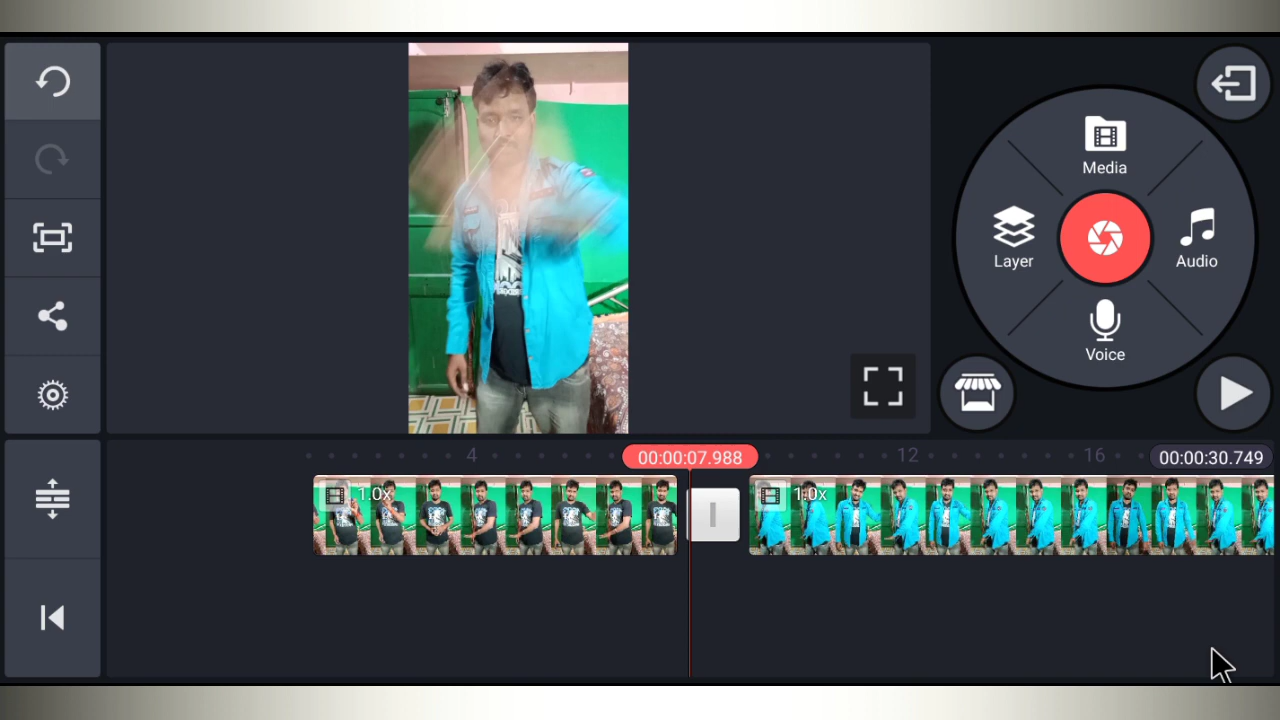 Media
Layer
Audio
Voice
4
00:00:07.988
12
16
00:00:30.749
1.0x
1.0x